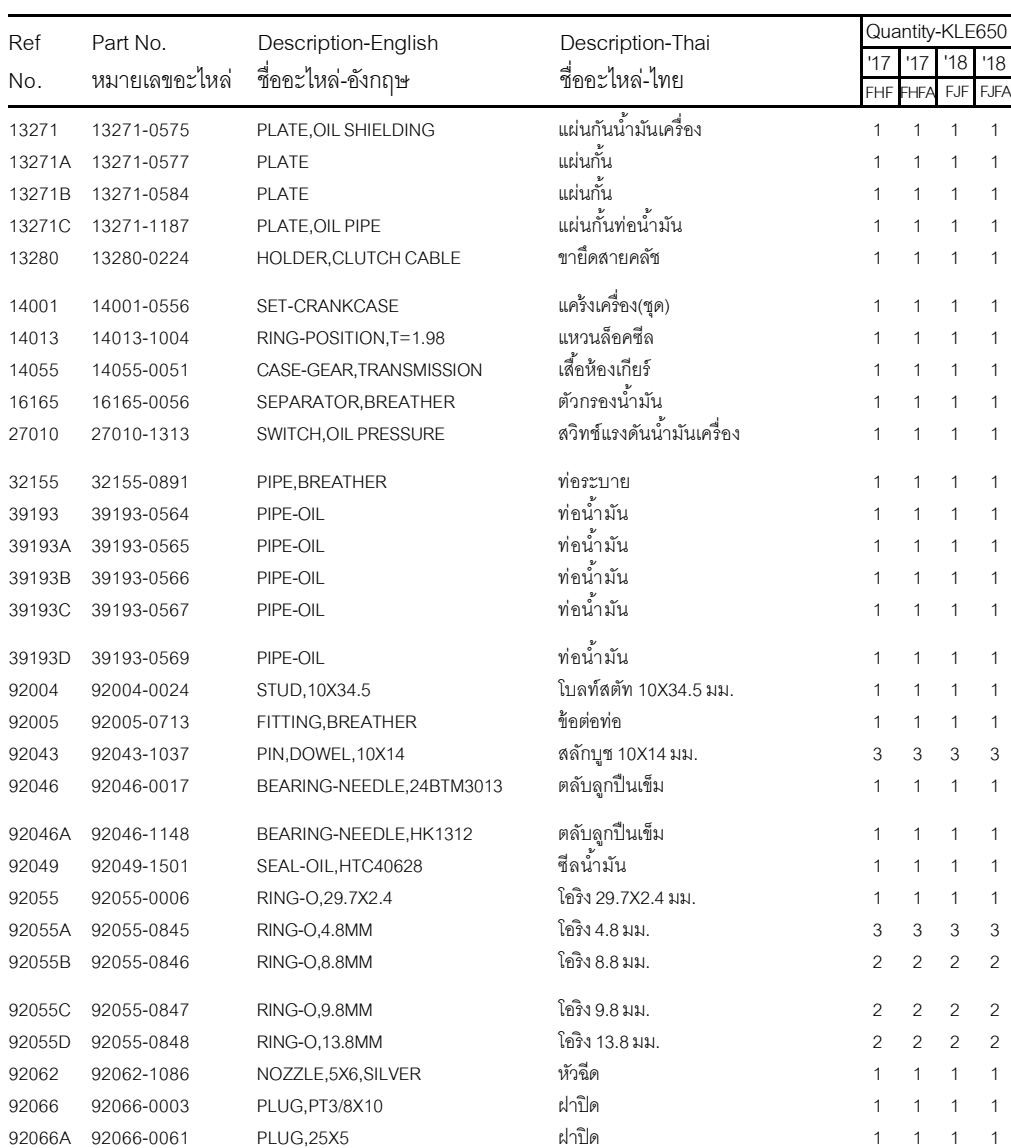 Ref Part No. Description-English Description-Thai Quantity-KLE650
No. หมายเลขอะไหล่ ชื่ออะไหล่-อังกฤษ ชื่ออะไหล่-ไทย '17 '17 '18 '18
FHF FHFA FJF FJFA
13271 13271-0575 PLATE,OIL SHIELDING แผ่นกันน้ำมันเครื่อง 1 1 1 1
13271A 13271-0577 PLATE แผ่นกั้น 1 1 1 1
13271B 13271-0584 PLATE แผ่นกั้น 1 1 1 1
13271C 13271-1187 PLATE,OIL PIPE แผ่นกั้นท่อน้ำมัน 1 1 1 1
13280 13280-0224 HOLDER,CLUTCH CABLE ขายึดสายคลัช 1 1 1 1
14001 14001-0556 SET-CRANKCASE แคร้งเครื่อง(ชุด) 1 1 1 1
14013 14013-1004 RING-POSITION,T=1.98 แหวนล็อคซีล 1 1 1 1
14055 14055-0051 CASE-GEAR,TRANSMISSION เสื้อห้องเกียร์ 1 1 1 1
16165 16165-0056 SEPARATOR,BREATHER ตัวกรองน้ำมัน 1 1 1 1
27010 27010-1313 SWITCH,OIL PRESSURE สวิทช์แรงดันน้ำมันเครื่อง 1 1 1 1
32155 32155-0891 PIPE,BREATHER ท่อระบาย 1 1 1 1
39193 39193-0564 PIPE-OIL ท่อน้ำมัน 1 1 1 1
39193A 39193-0565 PIPE-OIL ท่อน้ำมัน 1 1 1 1
39193B 39193-0566 PIPE-OIL ท่อน้ำมัน 1 1 1 1
39193C 39193-0567 PIPE-OIL ท่อน้ำมัน 1 1 1 1
39193D 39193-0569 PIPE-OIL ท่อน้ำมัน 1 1 1 1
92004 92004-0024 STUD,10X34.5 โบลท์สตัท 10X34.5 มม. 1 1 1 1
92005 92005-0713 FITTING,BREATHER ข้อต่อท่อ 1 1 1 1
92043 92043-1037 PIN,DOWEL,10X14 สลักบูช 10X14 มม. 3 3 3 3
92046 92046-0017 BEARING-NEEDLE,24BTM3013 ตลับลูกปืนเข็ม 1 1 1 1
92046A 92046-1148 BEARING-NEEDLE,HK1312 ตลับลูกปืนเข็ม 1 1 1 1
92049 92049-1501 SEAL-OIL,HTC40628 ซีลน้ำมัน 1 1 1 1
92055 92055-0006 RING-O,29.7X2.4 โอริง 29.7X2.4 มม. 1 1 1 1
92055A 92055-0845 RING-O,4.8MM โอริง 4.8 มม. 3 3 3 3
92055B 92055-0846 RING-O,8.8MM โอริง 8.8 มม. 2 2 2 2
92055C 92055-0847 RING-O,9.8MM โอริง 9.8 มม. 2 2 2 2
92055D 92055-0848 RING-O,13.8MM โอริง 13.8 มม. 2 2 2 2
92062 92062-1086 NOZZLE,5X6,SILVER หัวฉีด 1 1 1 1
92066 92066-0003 PLUG,PT3/8X10 ฝาปิด 1 1 1 1
92066A 92066-0061 PLUG,25X5 ฝาปิด 1 1 1 1